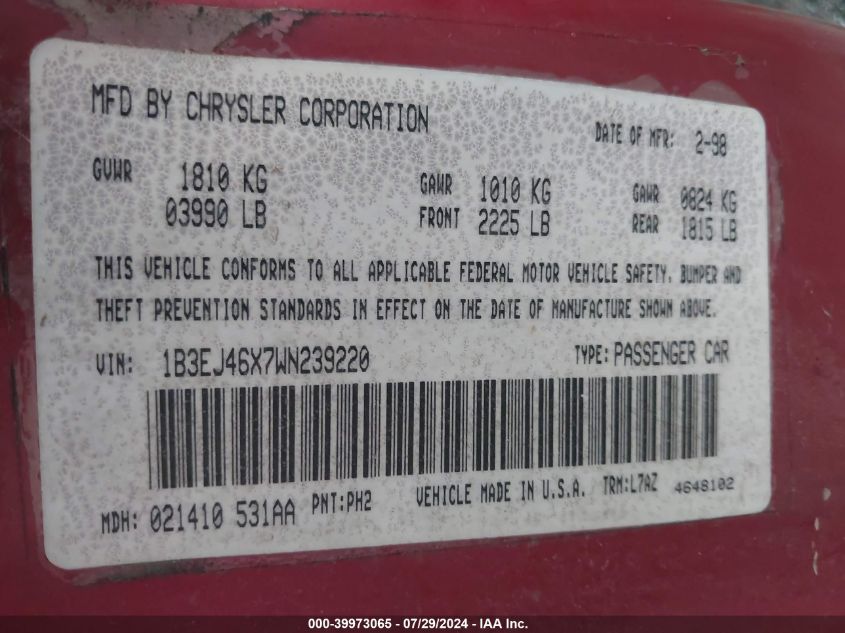 MFD BY CHRYSLER CORPORATION DATE OF MFR: 2-98
GVWR 1810 KG GAWR 1010 KG GAWR 0824 KG
03990 LB FRONT 2225 LB REAR 1815 LB
THIS VEHICLE CONFORMS TO ALL APPLICABLE FEDERAL MOTOR VEHICLE SAFETY, BUMPER AND
THEFT PREVENTION STANDARDS IN EFFECT ON THE DATE OF MANUFACTURE SHOWN ABOVE.
VIN: 1B3EJ46X7WN239220 TYPE: PASSENGER CAR
MDH: 021410 531AA PNT:PH2 VEHICLE MADE IN U.S.A. TRM:L7AZ 4648102
000-39973065 - 07/29/2024 - IAA Inc.